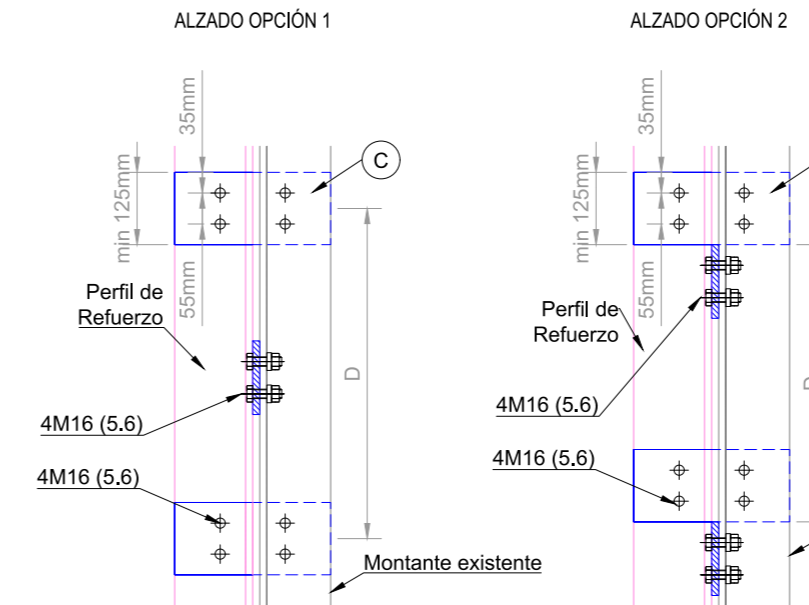 ALZADO OPCIÓN 1
35mm
min 125mm
55mm
C
Perfil de
Refuerzo
4M16 (5.6)
4M16 (5.6)
D
Montante existente
ALZADO OPCIÓN 2
35mm
min 125mm
55mm
Perfil de
Refuerzo
4M16 (5.6)
4M16 (5.6)